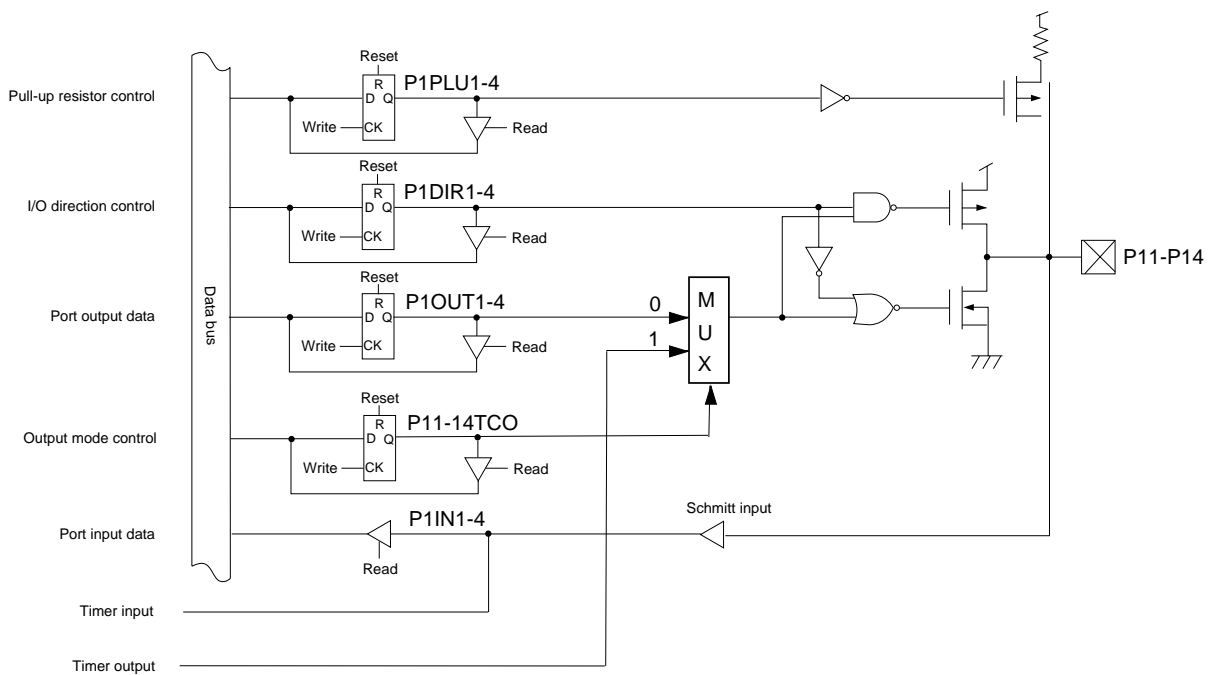 Pull-up resistor control
Reset
R
D Q
Write
CK
P1PLU1-4
Read
I/O direction control
Reset
R
D Q
Write
CK
P1DIR1-4
Read
Data bus
Port output data
Reset
R
D Q
Write
CK
P1OUT1-4
Read
0
1
M
U
X
P11-P14
Output mode control
Reset
R
D Q
Write
CK
P11-14TCO
Read
Port input data
P1IN1-4
Read
Schmitt input
Timer input
Timer output